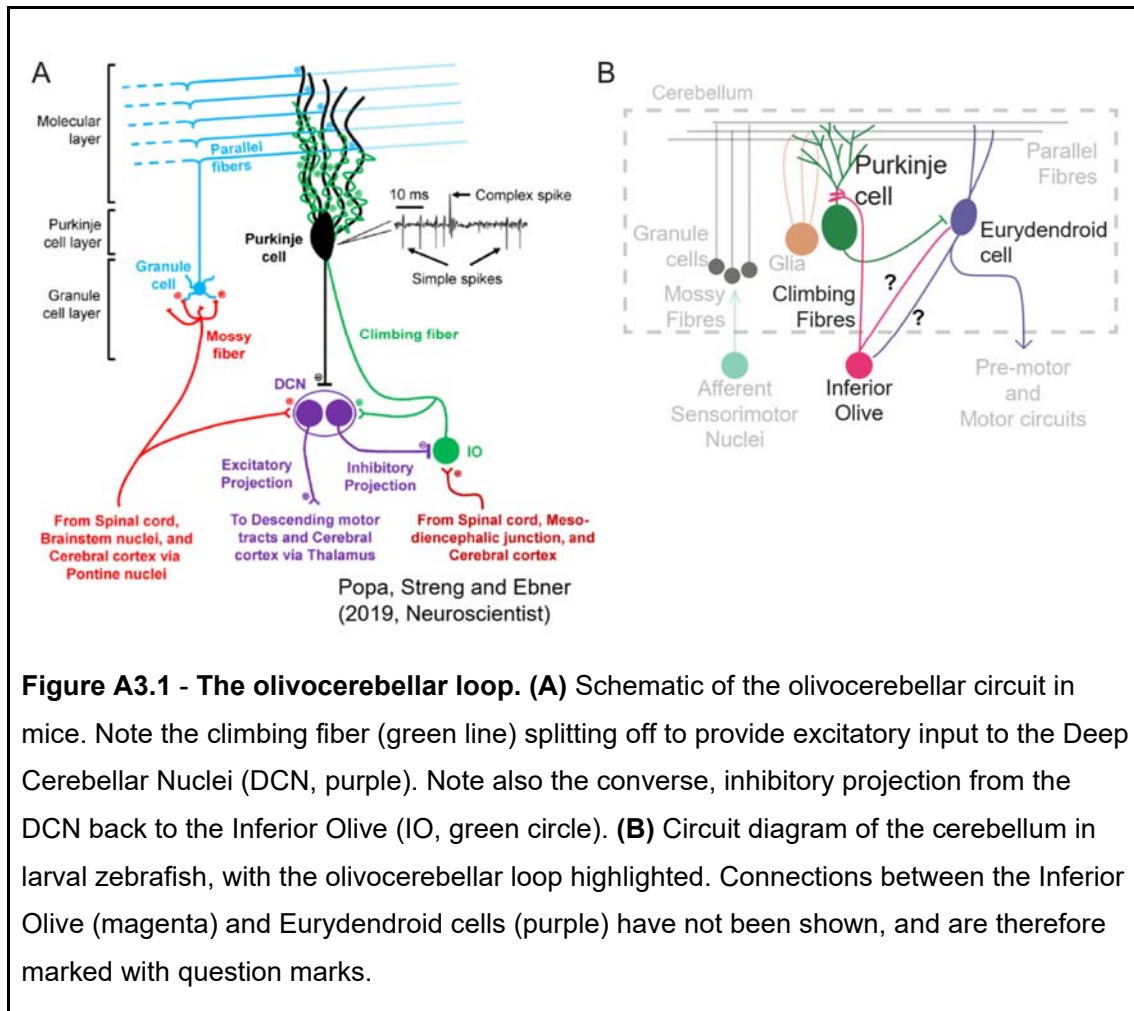 A
Molecular
layer
Parallel
fibers
10 ms
Complex spike
Purkinje
cell layer
Purkinje
cell
Simple spikes
Granule
cell layer
Granule
cell
Mossy
fiber
Climbing fiber
DCN
IO
Excitatory
Projection
Inhibitory
Projection
From Spinal cord,
Brainstem nuclei, and
Cerebral cortex via
Pontine nuclei
To Descending motor
tracts and Cerebral
cortex via Thalamus
From Spinal cord, Meso-
diencephalic junction, and
Cerebral cortex
Popa, Streng and Ebner
(2019, Neuroscientist)
B
Cerebellum
Purkinje
cell
Parallel
Fibres
Granule
cells
Glia
Eurydendroid
cell
Mossy
Fibres
Climbing
Fibres
?
?
Afferent
Sensorimotor
Nuclei
Inferior
Olive
Pre-motor
and
Motor circuits
Figure A3.1 - The olivocerebellar loop. (A) Schematic of the olivocerebellar circuit in
mice. Note the climbing fiber (green line) splitting off to provide excitatory input to the Deep
Cerebellar Nuclei (DCN, purple). Note also the converse, inhibitory projection from the
DCN back to the Inferior Olive (IO, green circle). (B) Circuit diagram of the cerebellum in
larval zebrafish, with the olivocerebellar loop highlighted. Connections between the Inferior
Olive (magenta) and Eurydendroid cells (purple) have not been shown, and are therefore
marked with question marks.